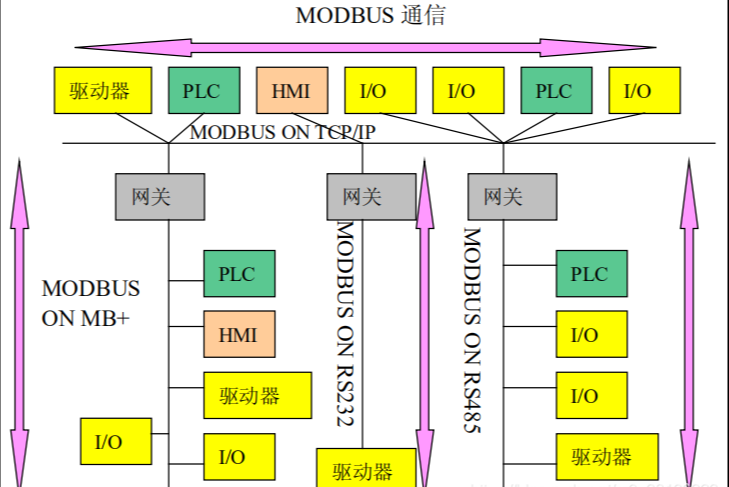 MODBUS 通信
驱动器
PLC
HMI
I/O
I/O
PLC
I/O
MODBUS ON TCP/IP
网关
网关
网关
MODBUS
ON MB+
PLC
HMI
驱动器
I/O
I/O
MODBUS ON RS232
驱动器
MODBUS ON RS485
PLC
I/O
I/O
驱动器